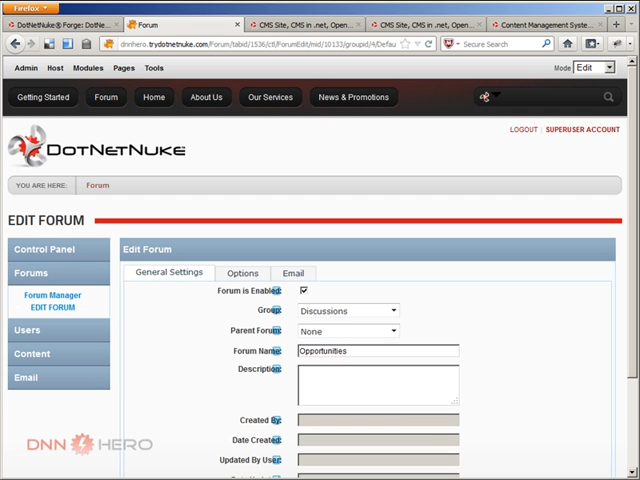 Firefox
DotNetNuke® Forge: DotNe...
Forum
CMS Site, CMS in .net, Open...
CMS Site, CMS in .net, Open...
Content Management Syste...
dnnhero.trydotnetnuke.com/Forum/tabid/1536/ctl/ForumEdit/mid/10133/groupid/4/Defau
Secure Search
Admin Host Modules Pages Tools
Mode Edit
Getting Started Forum Home About Us Our Services News & Promotions
LOGOUT | SUPERUSER ACCOUNT
DOTNETNUKE
YOU ARE HERE: Forum
EDIT FORUM
Control Panel
Forums
Forum Manager
EDIT FORUM
Users
Content
Email
Edit Forum
General Settings Options Email
Forum is Enabled:
Group: Discussions
Parent Forum: None
Forum Name: Opportunities
Description:
Created By:
Date Created:
Updated By User:
DNN HERO